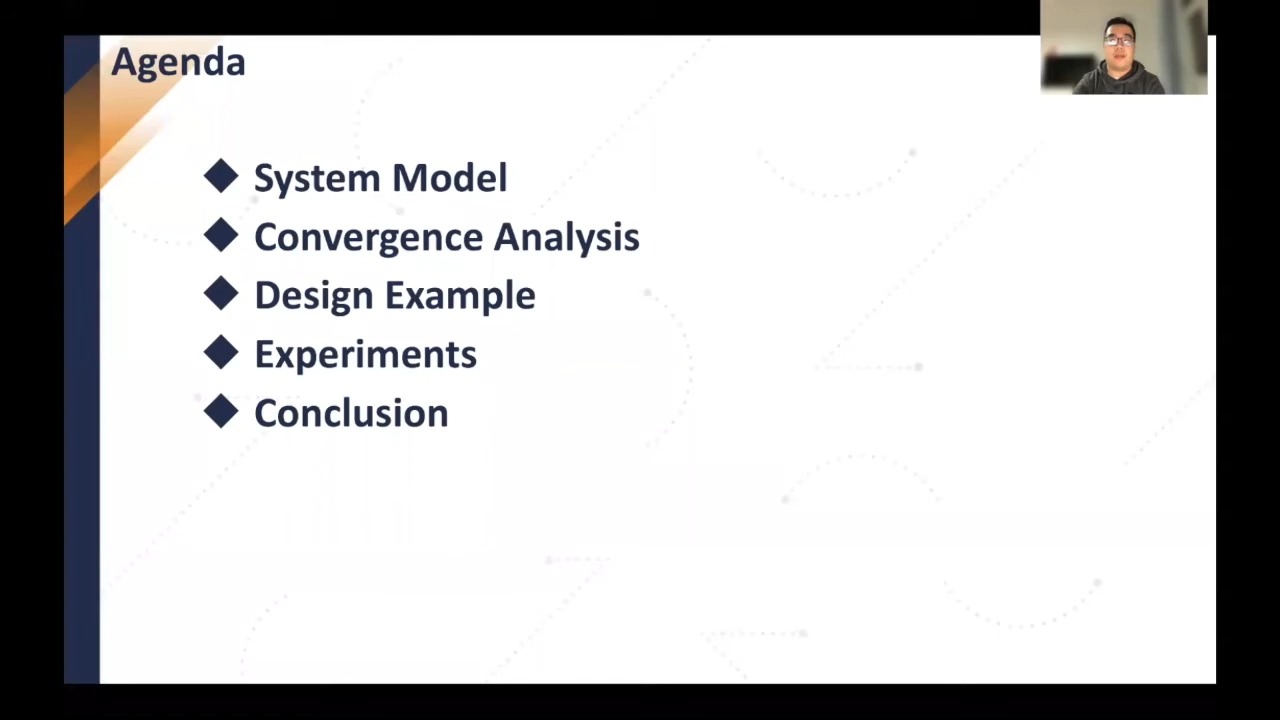 Agenda
System Model
Convergence Analysis
Design Example
Experiments
Conclusion